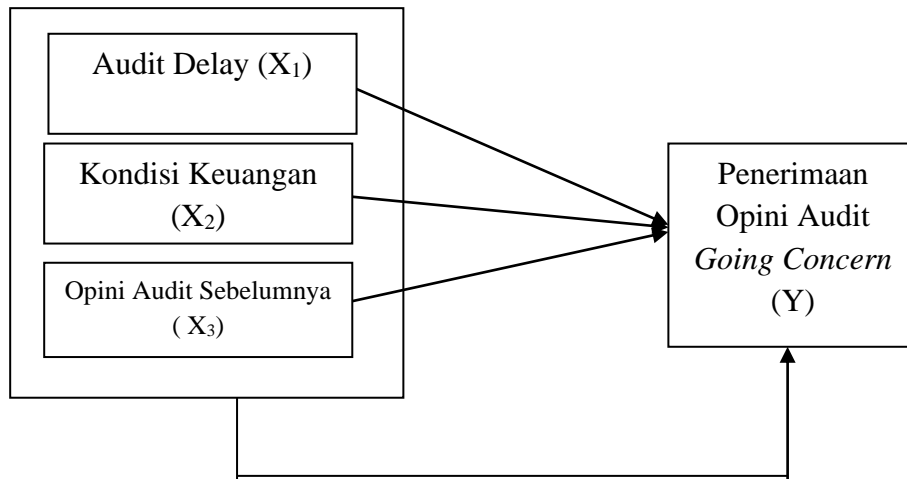 Audit Delay (X₁)
Kondisi Keuangan
(X₂)
Opini Audit Sebelumnya
( X₃)
Penerimaan
Opini Audit
Going Concern
(Y)